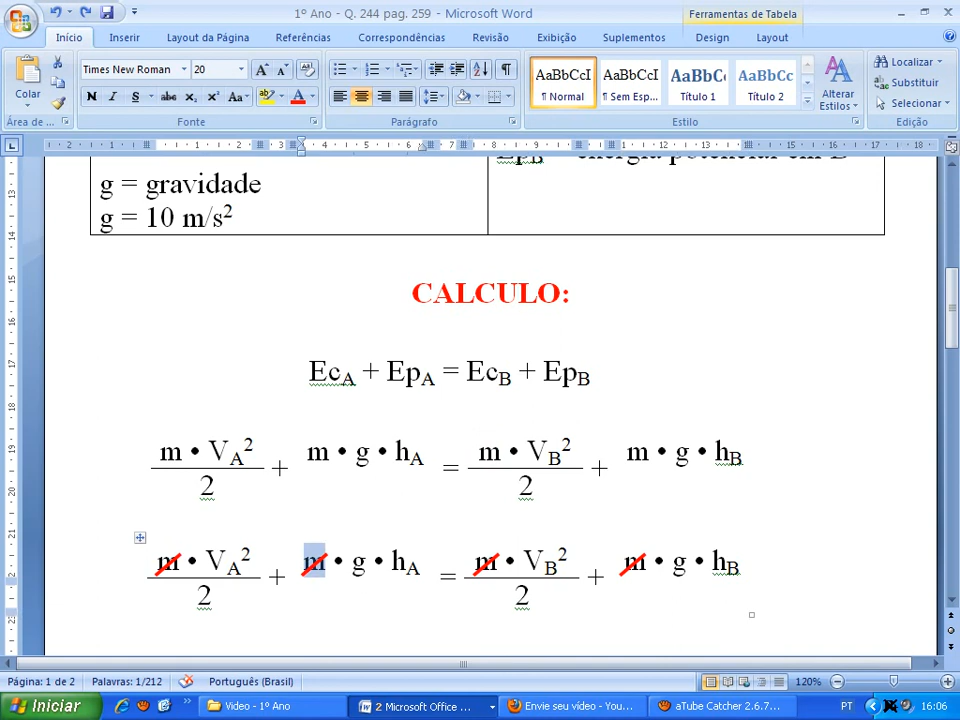 1º Ano - Q. 244 pag. 259 - Microsoft Word
Ferramentas de Tabela
Início Inserir Layout da Página Referências Correspondências Revisão Exibição Suplementos Design Layout
Colar
Times New Roman 20
AaBbCcI AaBbCcI AaBbC AaBbCc
¶ Normal ¶ Sem Esp... Título 1 Título 2
Alterar Estilos
Localizar
Substituir
Selecionar
Área de... Fonte Parágrafo Estilo Edição
g = gravidade
g = 10 m/s²
EpB = energia potencial em B
CALCULO:
EcA + EpA = EcB + EpB
m • VA² + m • g • hA = m • VB² + m • g • hB
2 2
m • VA² + m • g • hA = m • VB² + m • g • hB
2 2
Página: 1 de 2 Palavras: 1/212 Português (Brasil) 120%
Iniciar Video - 1º Ano 2 Microsoft Office ... Envie seu vídeo - You... aTube Catcher 2.6.7... PT 16:06